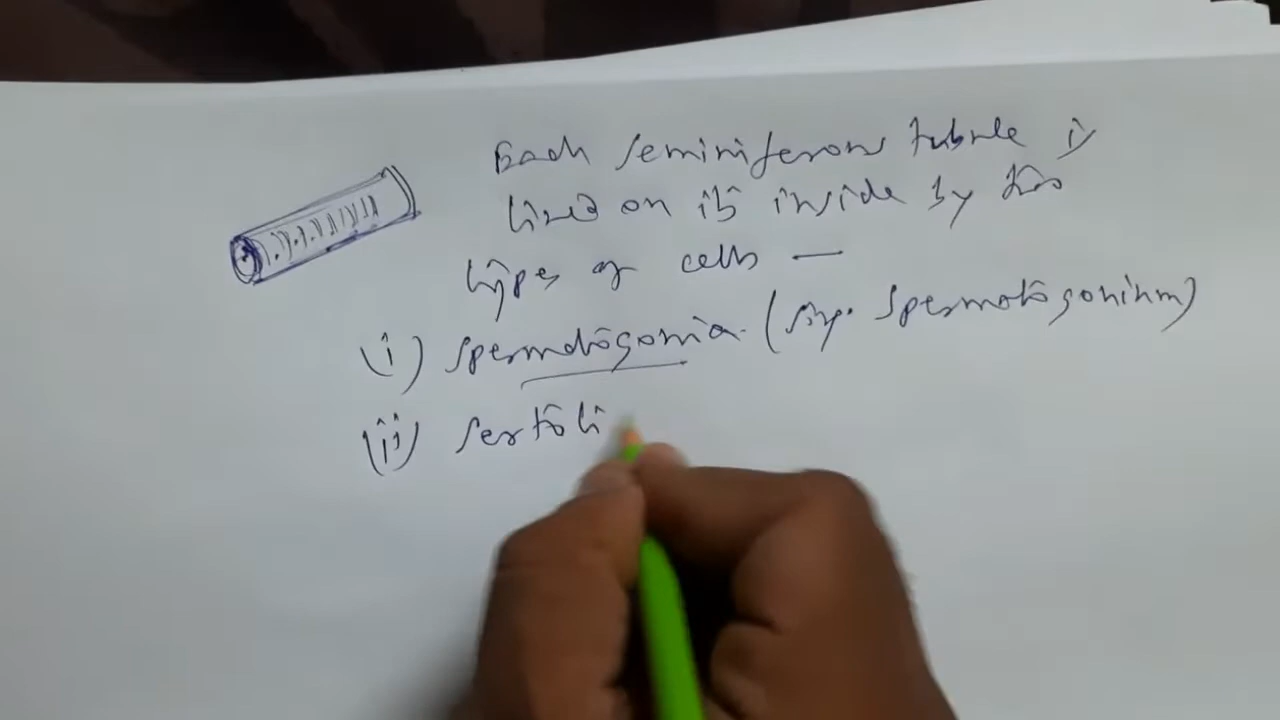 Each seminiferous tubule is
lined on its inside by two
types of cells —
(i) spermatogonia (sing. spermatogonium)
(ii) sertoli